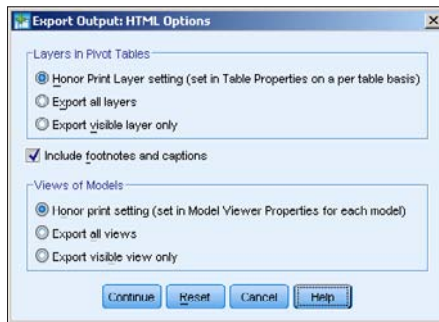 Export Output: HTML Options
Layers in Pivot Tables
Honor Print Layer setting (set in Table Properties on a per table basis)
Export all layers
Export visible layer only
Include footnotes and captions
Views of Models
Honor print setting (set in Model Viewer Properties for each model)
Export all views
Export visible view only
Continue Reset Cancel Help